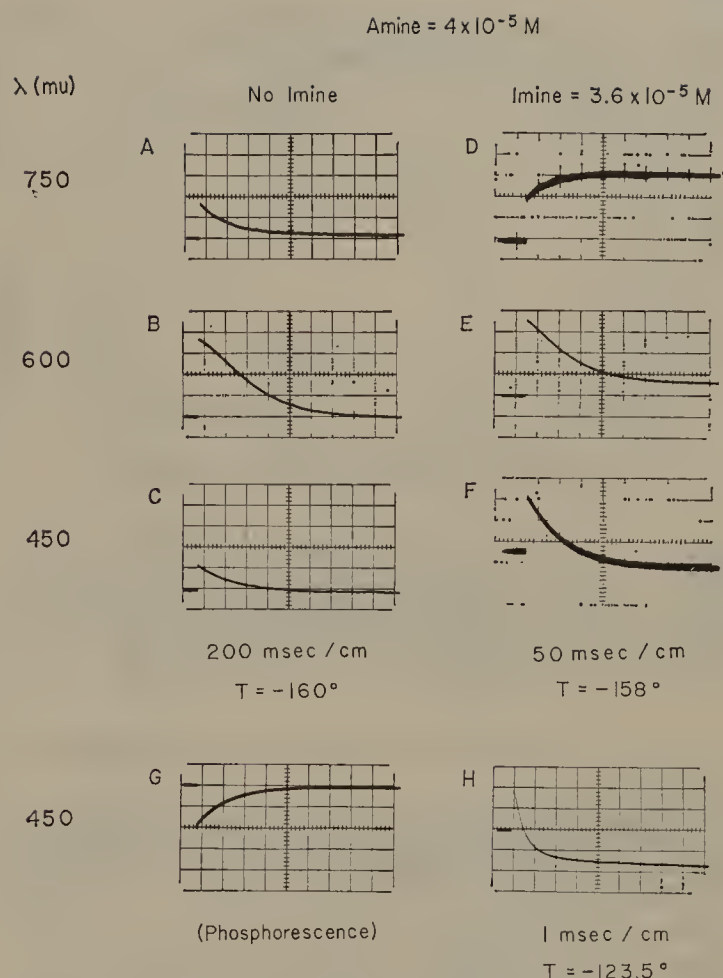 Amine = 4x10⁻⁵ M
λ (mu)
No Imine
Imine = 3.6 x 10⁻⁵ M
A
D
750
B
E
600
C
F
450
200 msec / cm
50 msec / cm
T = -160°
T = -158°
G
H
450
(Phosphorescence)
1 msec / cm
T = -123.5°